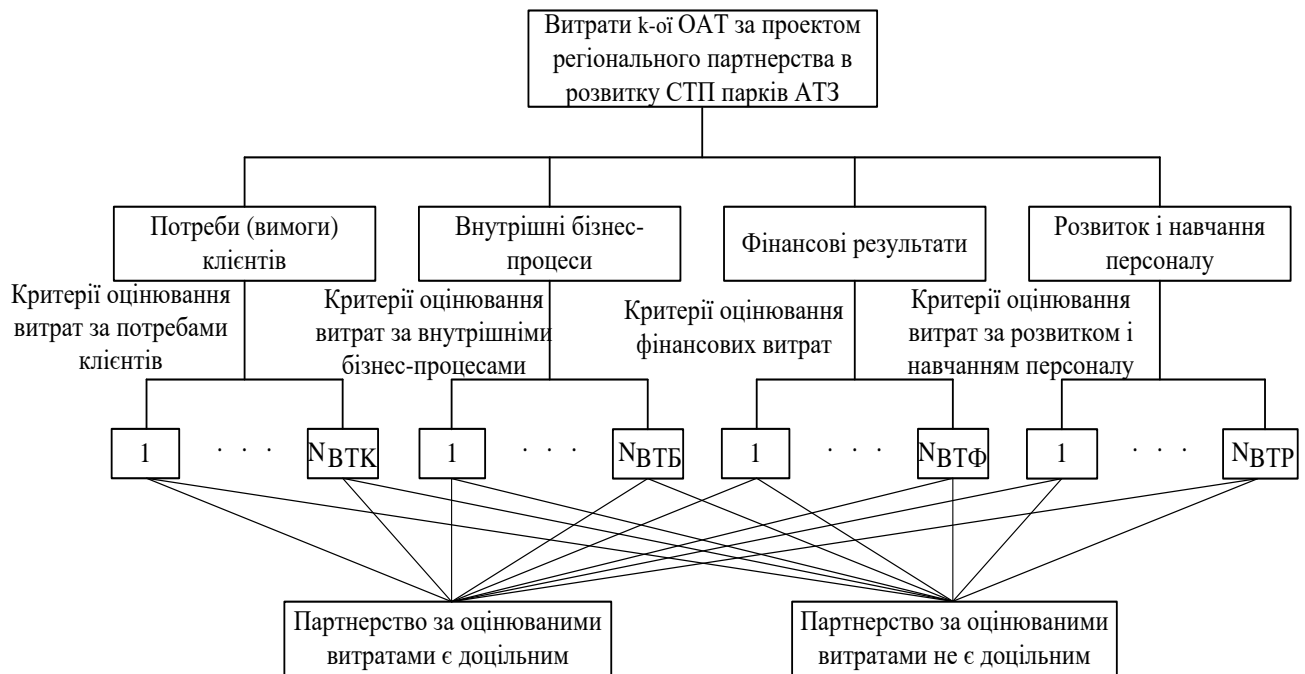 Витрати k-ої ОАТ за проектом
регіонального партнерства в
розвитку СТП парків АТЗ
Потреби (вимоги)
клієнтів
Внутрішні бізнес-
процеси
Фінансові результати
Розвиток і навчання
персоналу
Критерії оцінювання
витрат за потребами
клієнтів
Критерії оцінювання
витрат за внутрішніми
бізнес-процесами
Критерії оцінювання
фінансових витрат
Критерії оцінювання
витрат за розвитком і
навчанням персоналу
1 · · · NВТК 1 · · · NВТБ 1 · · · NВТФ 1 · · · NВТР
Партнерство за оцінюваними
витратами є доцільним
Партнерство за оцінюваними
витратами не є доцільним